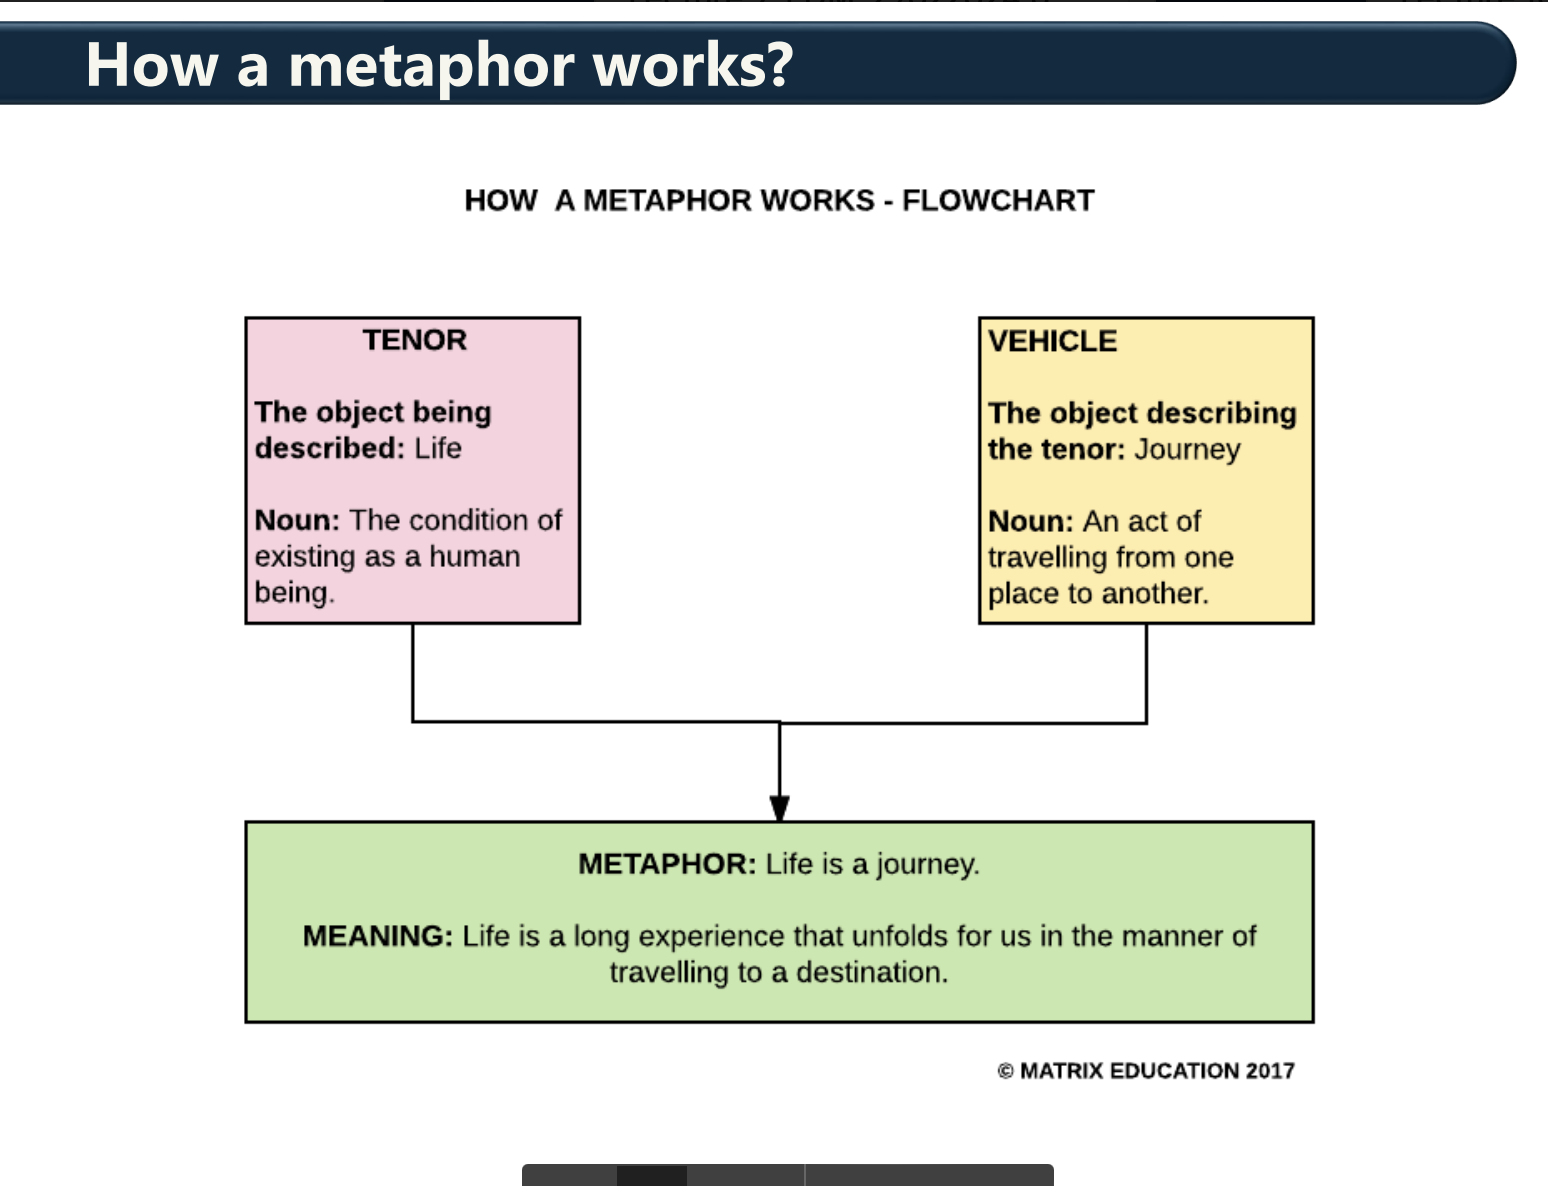 How a metaphor works?
HOW A METAPHOR WORKS - FLOWCHART
TENOR
The object being
described: Life
Noun: The condition of
existing as a human
being.
VEHICLE
The object describing
the tenor: Journey
Noun: An act of
travelling from one
place to another.
METAPHOR: Life is a journey.
MEANING: Life is a long experience that unfolds for us in the manner of
travelling to a destination.
© MATRIX EDUCATION 2017